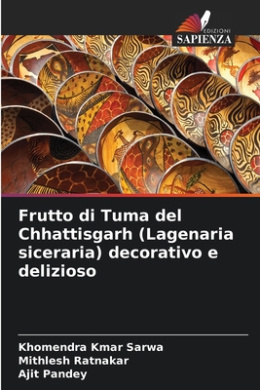 EDIZIONI
SAPIENZA
Frutto di Tuma del
Chhattisgarh (Lagenaria
siceraria) decorativo e
delizioso
Khomendra Kmar Sarwa
Mithlesh Ratnakar
Ajit Pandey